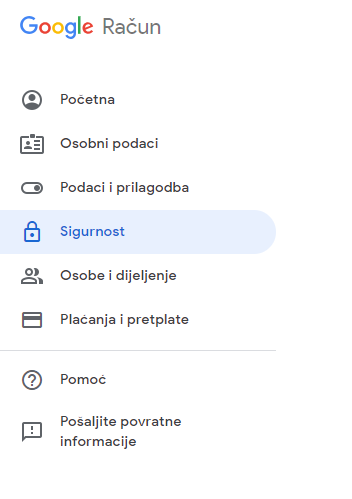 Google Račun
Početna
Osobni podaci
Podaci i prilagodba
Sigurnost
Osobe i dijeljenje
Plaćanja i pretplate
Pomoć
Pošaljite povratne
informacije